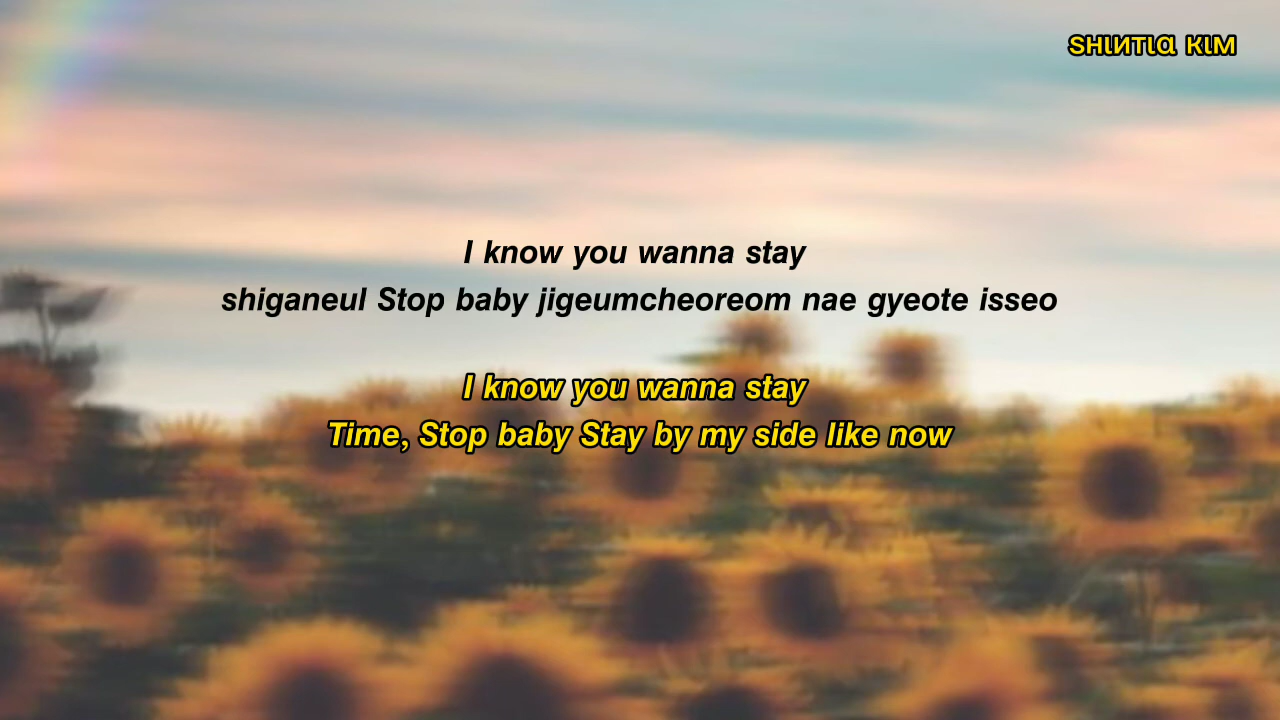 SHIИTIα KIM
I know you wanna stay
shiganeul Stop baby jigeumcheoreom nae gyeote isseo
I know you wanna stay
Time, Stop baby Stay by my side like now